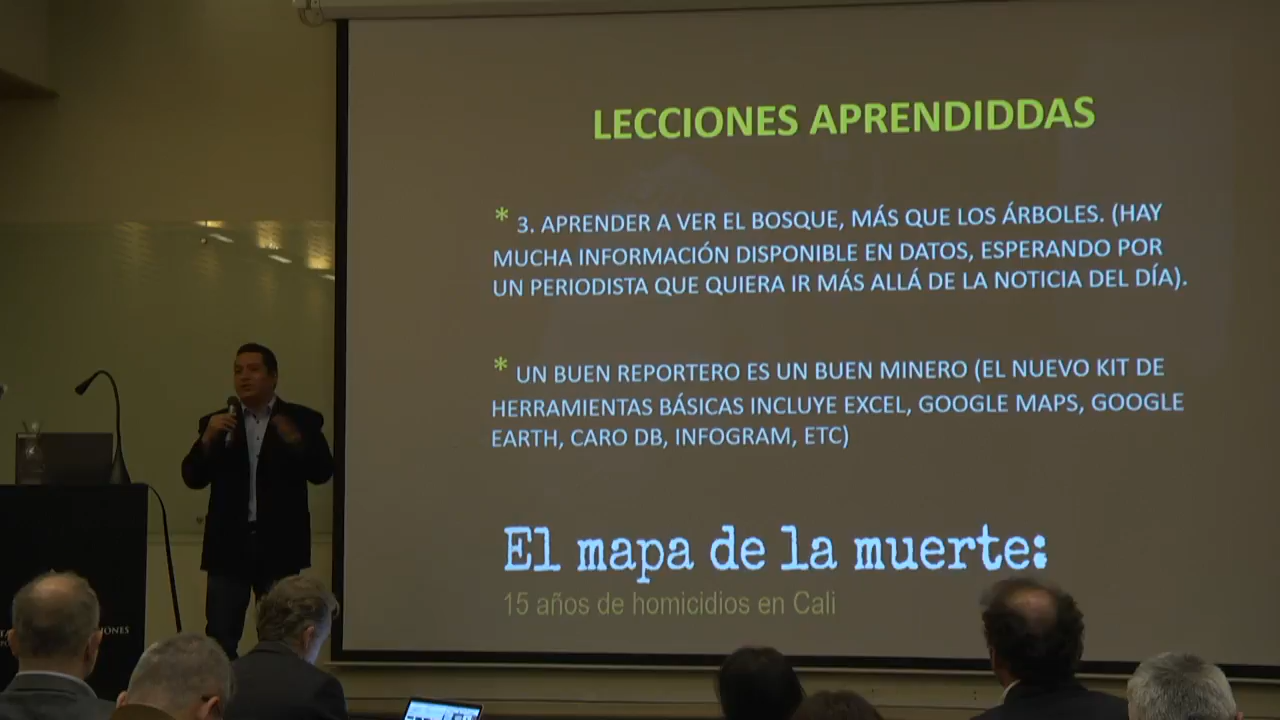 LECCIONES APRENDIDDAS
* 3. APRENDER A VER EL BOSQUE, MÁS QUE LOS ÁRBOLES. (HAY
MUCHA INFORMACIÓN DISPONIBLE EN DATOS, ESPERANDO POR
UN PERIODISTA QUE QUIERA IR MÁS ALLÁ DE LA NOTICIA DEL DÍA).
* UN BUEN REPORTERO ES UN BUEN MINERO (EL NUEVO KIT DE
HERRAMIENTAS BÁSICAS INCLUYE EXCEL, GOOGLE MAPS, GOOGLE
EARTH, CARO DB, INFOGRAM, ETC)
El mapa de la muerte:
15 años de homicidios en Cali